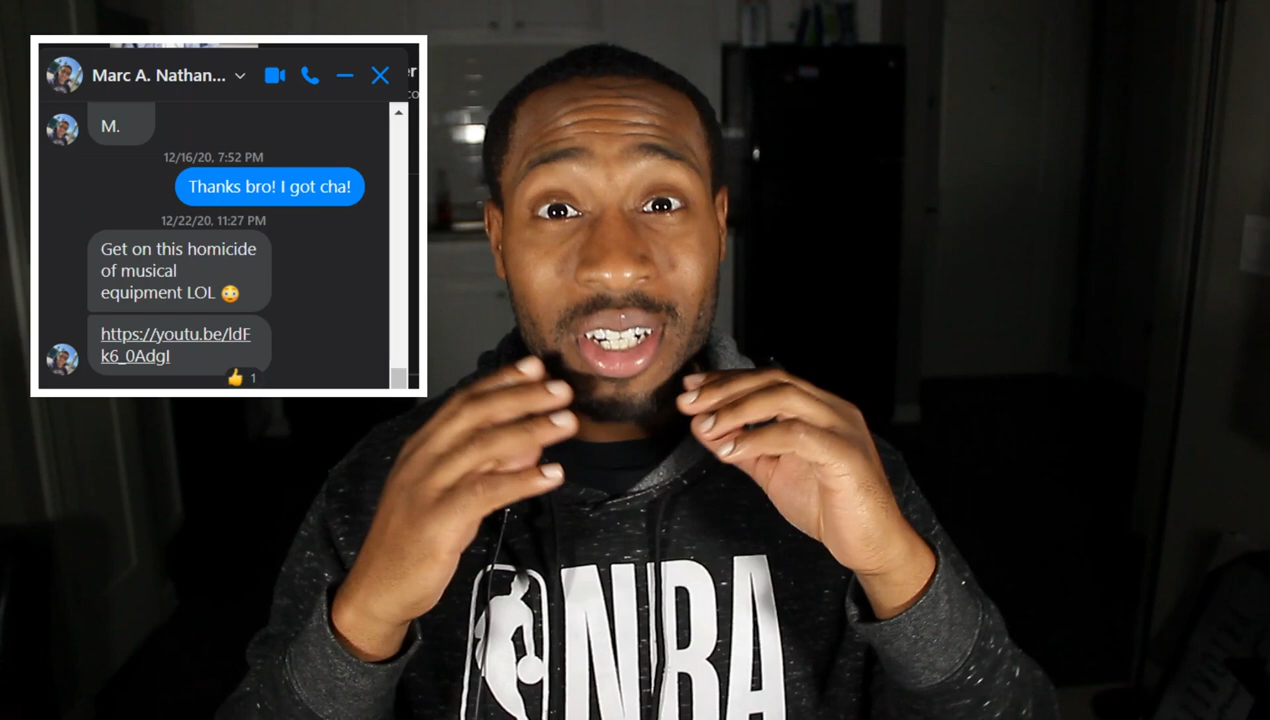 Marc A. Nathan...
M.
12/16/20, 7:52 PM
Thanks bro! I got cha!
12/22/20, 11:27 PM
Get on this homicide
of musical
equipment LOL 😳
https://youtu.be/ldF
k6_0AdgI
👍 1
NBA